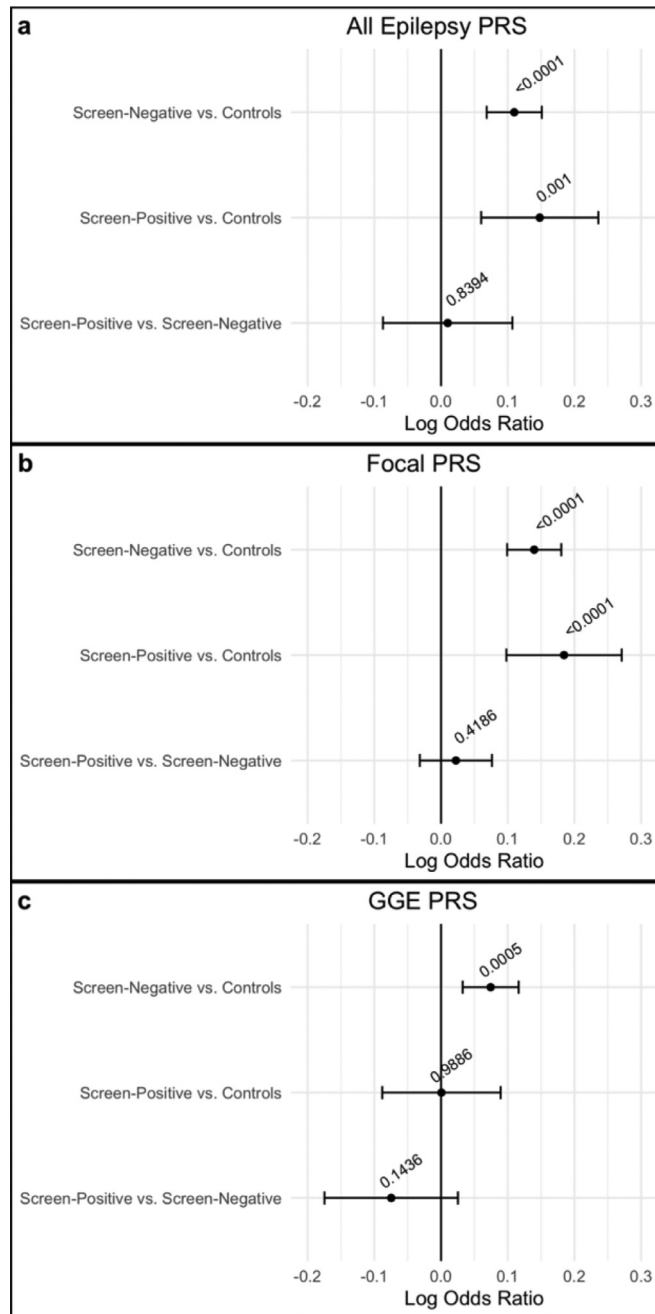 a
All Epilepsy PRS
<0.0001
Screen-Negative vs. Controls
0.001
Screen-Positive vs. Controls
0.8394
Screen-Positive vs. Screen-Negative
-0.2 -0.1 0.0 0.1 0.2 0.3
Log Odds Ratio
b
Focal PRS
<0.0001
Screen-Negative vs. Controls
<0.0001
Screen-Positive vs. Controls
0.4186
Screen-Positive vs. Screen-Negative
-0.2 -0.1 0.0 0.1 0.2 0.3
Log Odds Ratio
c
GGE PRS
0.0005
Screen-Negative vs. Controls
0.9886
Screen-Positive vs. Controls
0.1436
Screen-Positive vs. Screen-Negative
-0.2 -0.1 0.0 0.1 0.2 0.3
Log Odds Ratio